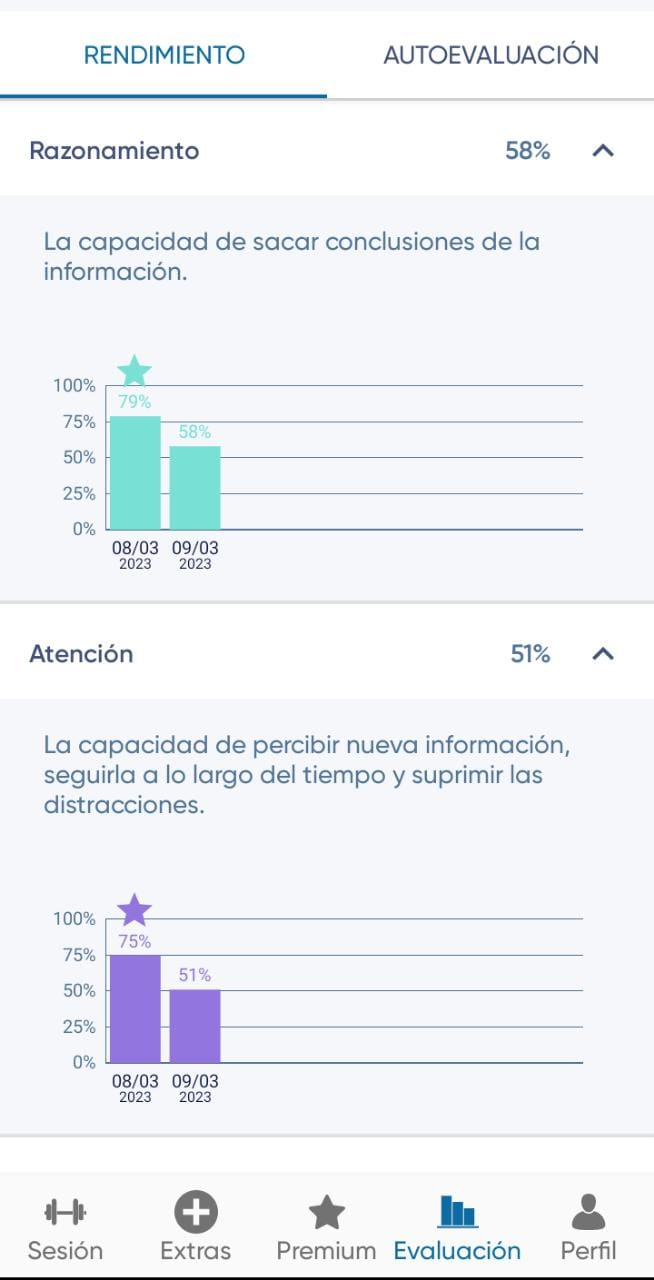 RENDIMIENTO AUTOEVALUACIÓN
Razonamiento 58%
La capacidad de sacar conclusiones de la
información.
100%
79%
75%
58%
50%
25%
0%
08/03 09/03
2023 2023
Atención 51%
La capacidad de percibir nueva información,
seguirla a lo largo del tiempo y suprimir las
distracciones.
100%
75%
75%
51%
50%
25%
0%
08/03 09/03
2023 2023
Sesión Extras Premium Evaluación Perfil